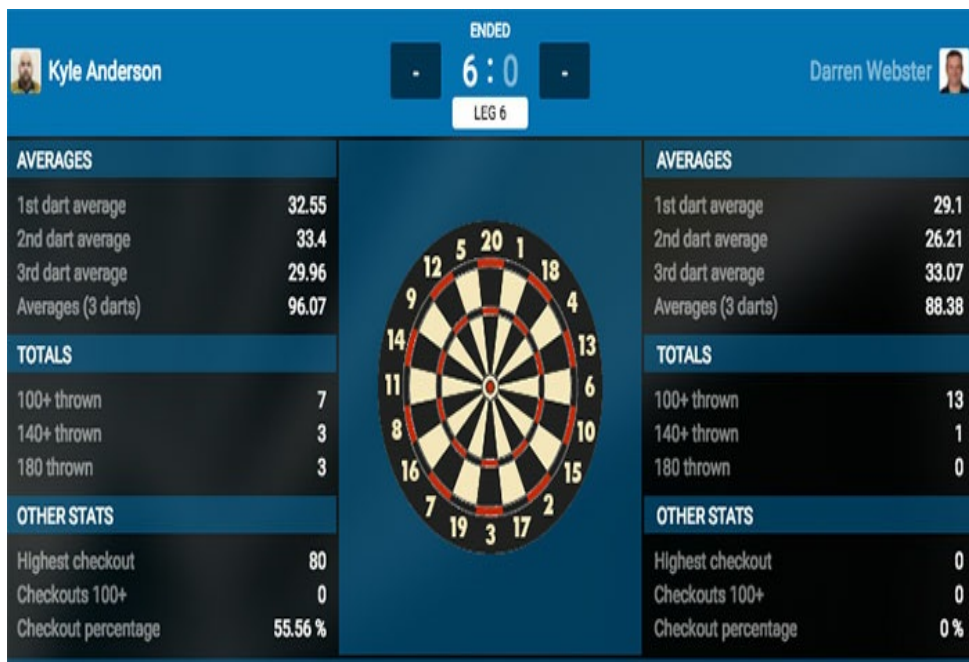 ENDED
Kyle Anderson
- 6 : 0 -
Darren Webster
LEG 6
AVERAGES
1st dart average 32.55
2nd dart average 33.4
3rd dart average 29.96
Averages (3 darts) 96.07
TOTALS
100+ thrown 7
140+ thrown 3
180 thrown 3
OTHER STATS
Highest checkout 80
Checkouts 100+ 0
Checkout percentage 55.56 %
20
1
18
4
13
6
10
15
2
17
3
19
7
16
8
11
14
9
12
5
AVERAGES
1st dart average 29.1
2nd dart average 26.21
3rd dart average 33.07
Averages (3 darts) 88.38
TOTALS
100+ thrown 13
140+ thrown 1
180 thrown 0
OTHER STATS
Highest checkout 0
Checkouts 100+ 0
Checkout percentage 0 %